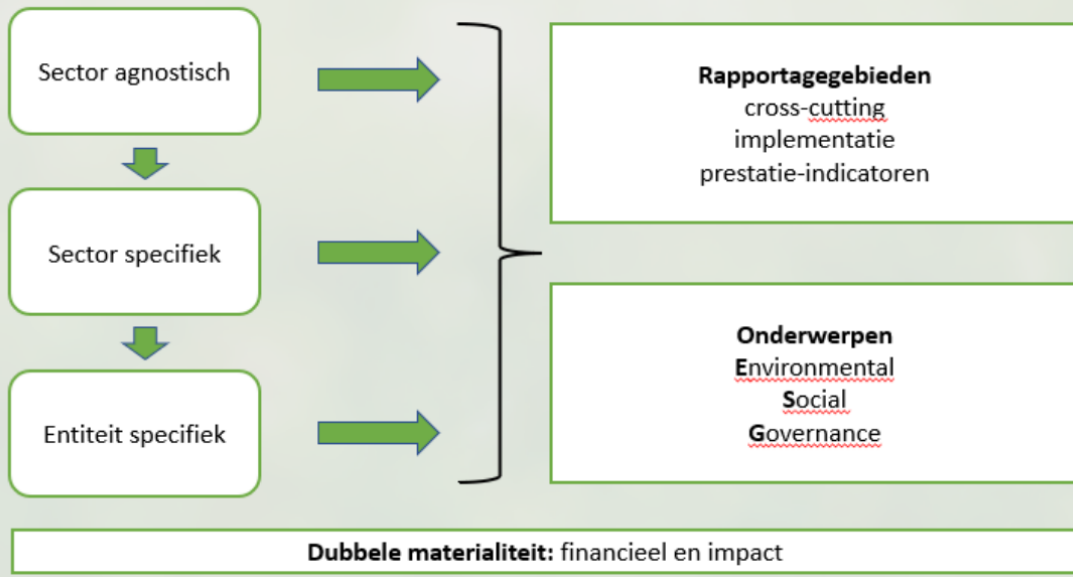 Sector agnostisch
Sector specifiek
Entiteit specifiek
Rapportagegebieden
cross-cutting
implementatie
prestatie-indicatoren
Onderwerpen
Environmental
Social
Governance
Dubbele materialiteit: financieel en impact